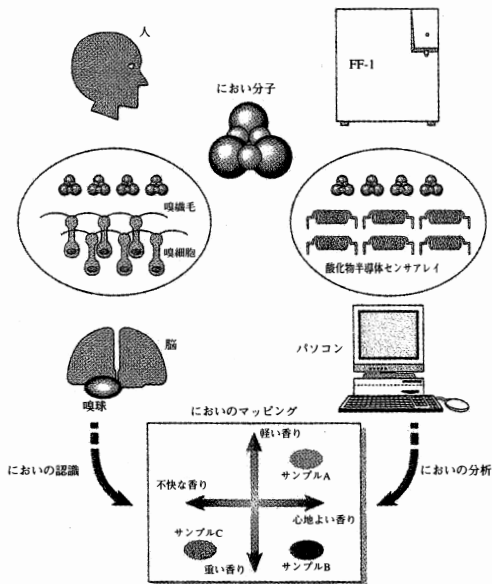 人
FF-1
におい分子
嗅繊毛
嗅細胞
酸化物半導体センサアレイ
脳
嗅球
パソコン
においのマッピング
においの認識
においの分析
軽い香り
サンプルA
不快な香り
心地よい香り
サンプルC
重い香り
サンプルB